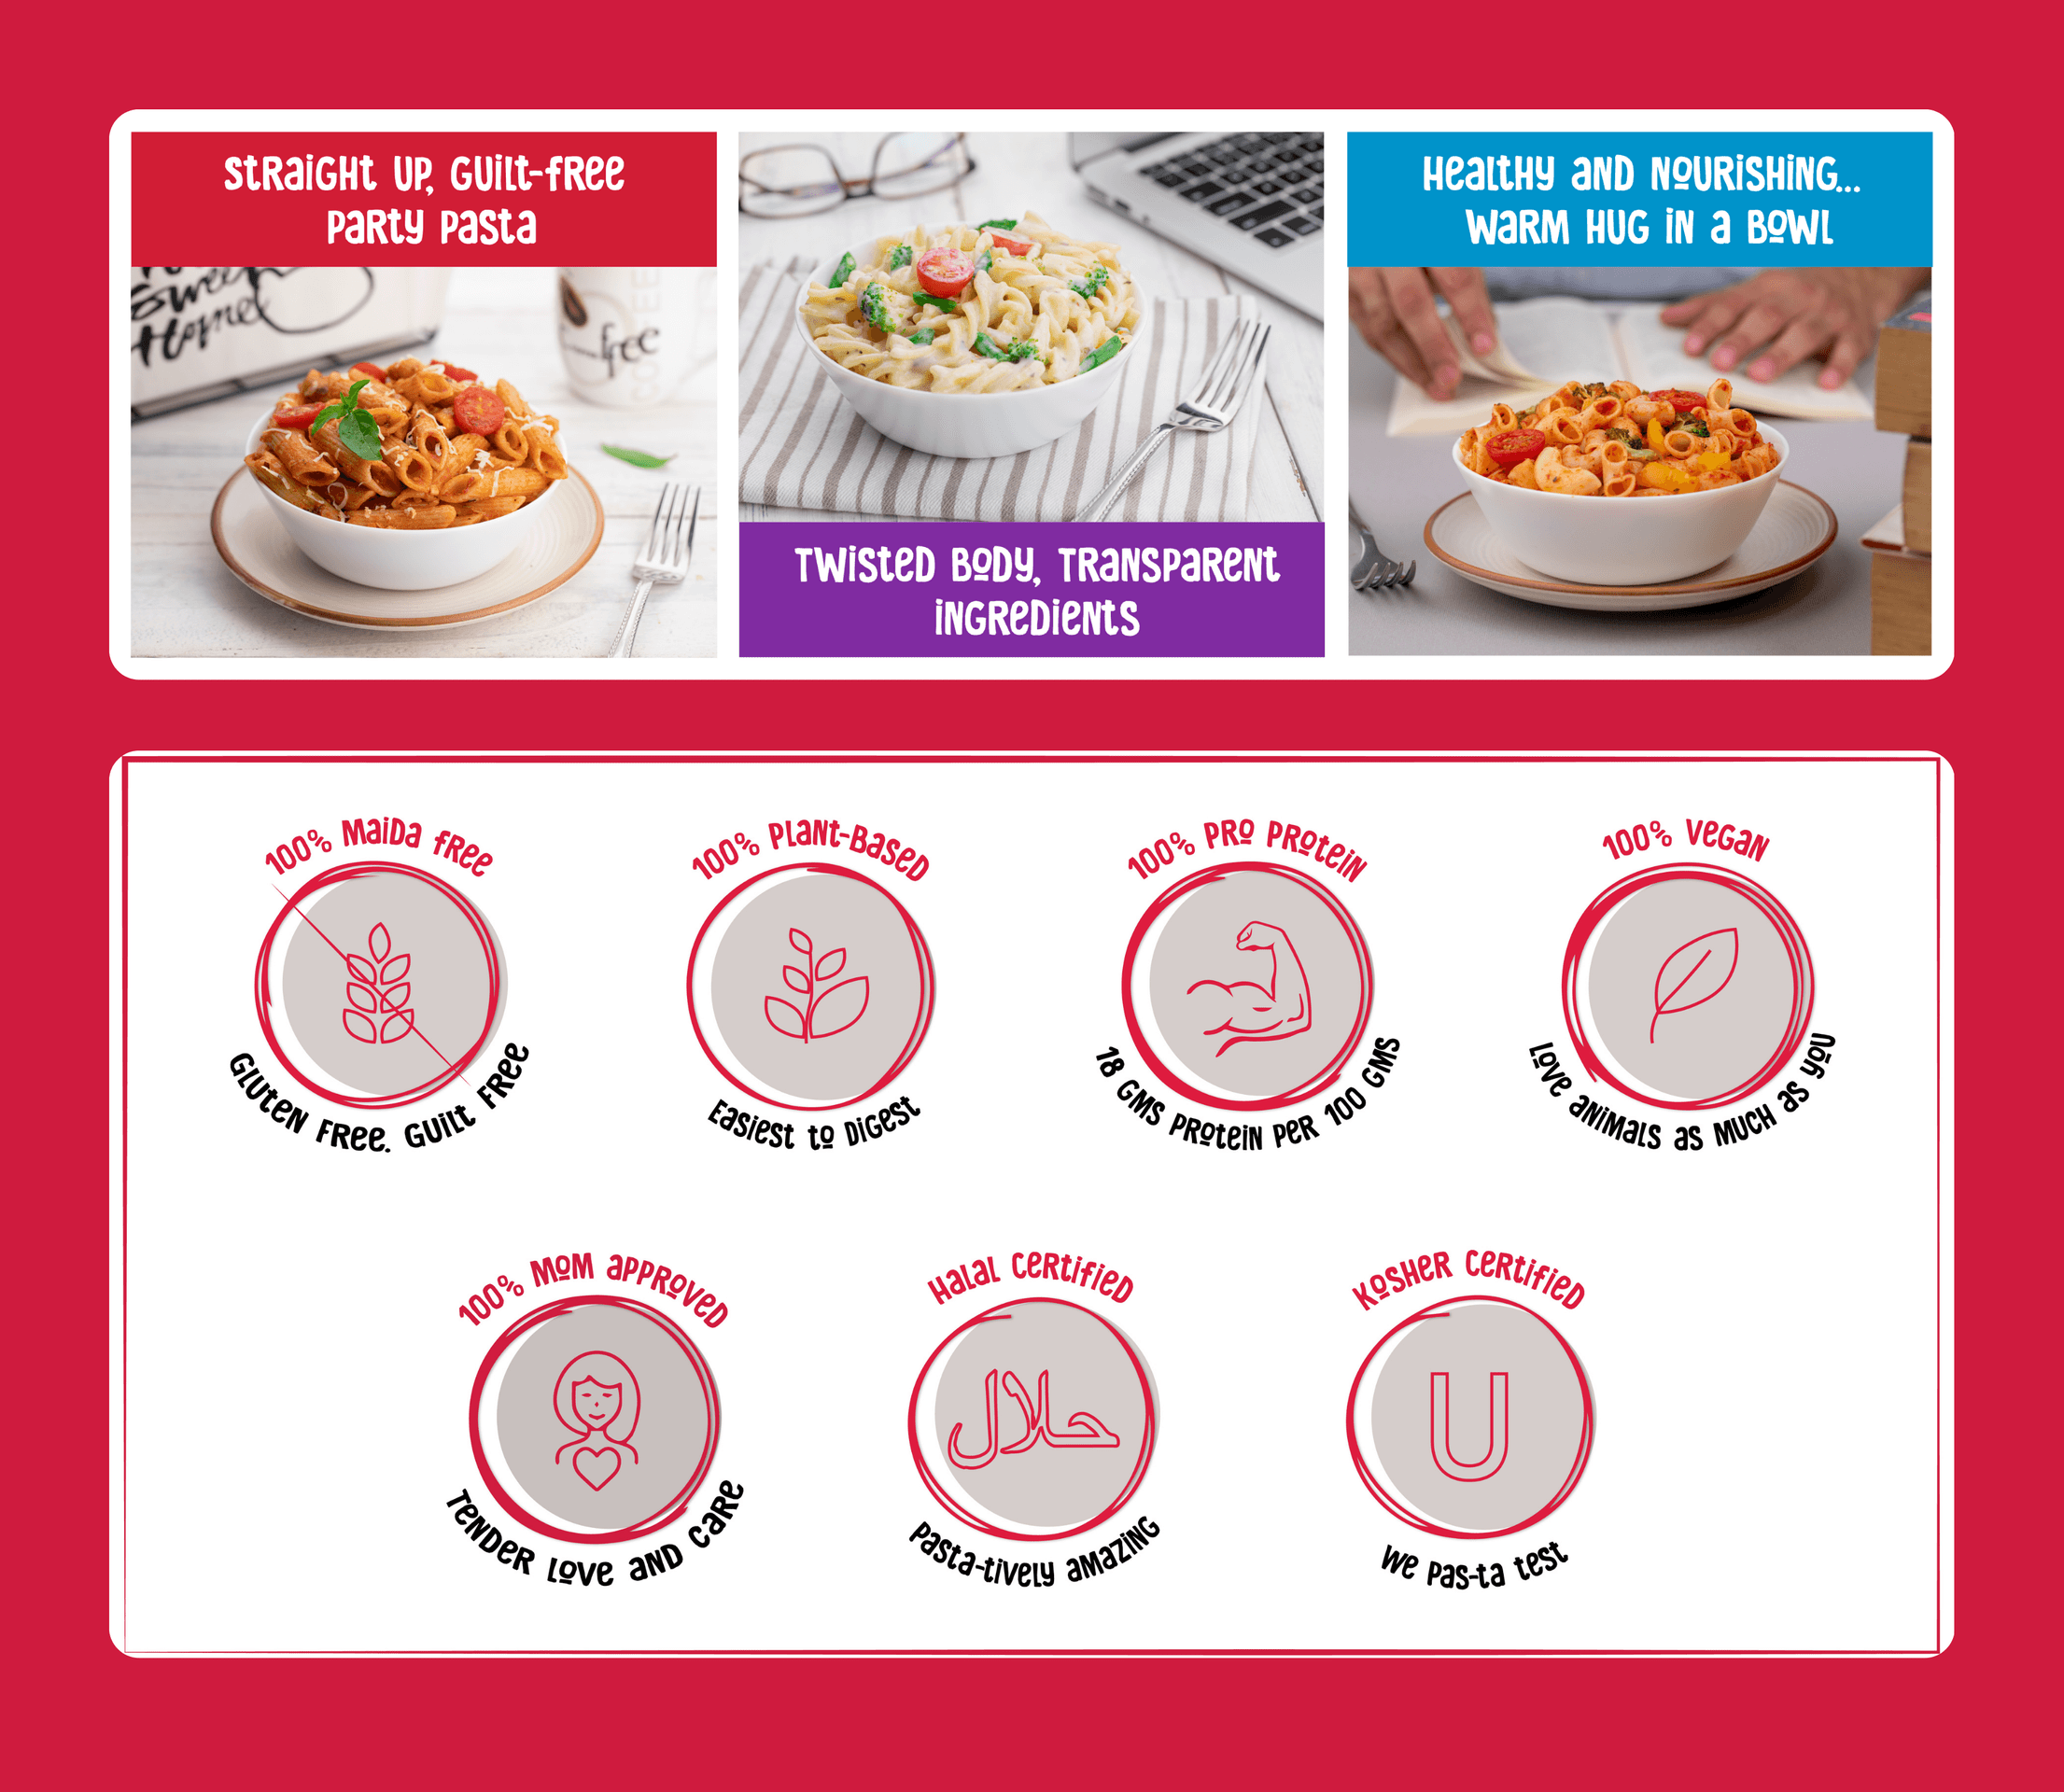 STRAIGHT UP, GUILT-FREE
PARTY PASTA
Sweet
Home
free
TWISTED BODY, TRANSPARENT
INGREDIENTS
HEALTHY AND NOURISHING...
WARM HUG IN A BOWL
100% MAIDA FREE
GLUTEN FREE. GUILT FREE
100% PLANT-BASED
EASIEST TO DIGEST
100% PRO PROTEIN
18 GMS PROTEIN PER 100 GMS
100% VEGAN
LOVE ANIMALS AS MUCH AS YOU
100% MOM APPROVED
TENDER LOVE AND CARE
HALAL CERTIFIED
حلال
PASTA-TIVELY AMAZING
KOSHER CERTIFIED
U
WE PAS-TA TEST